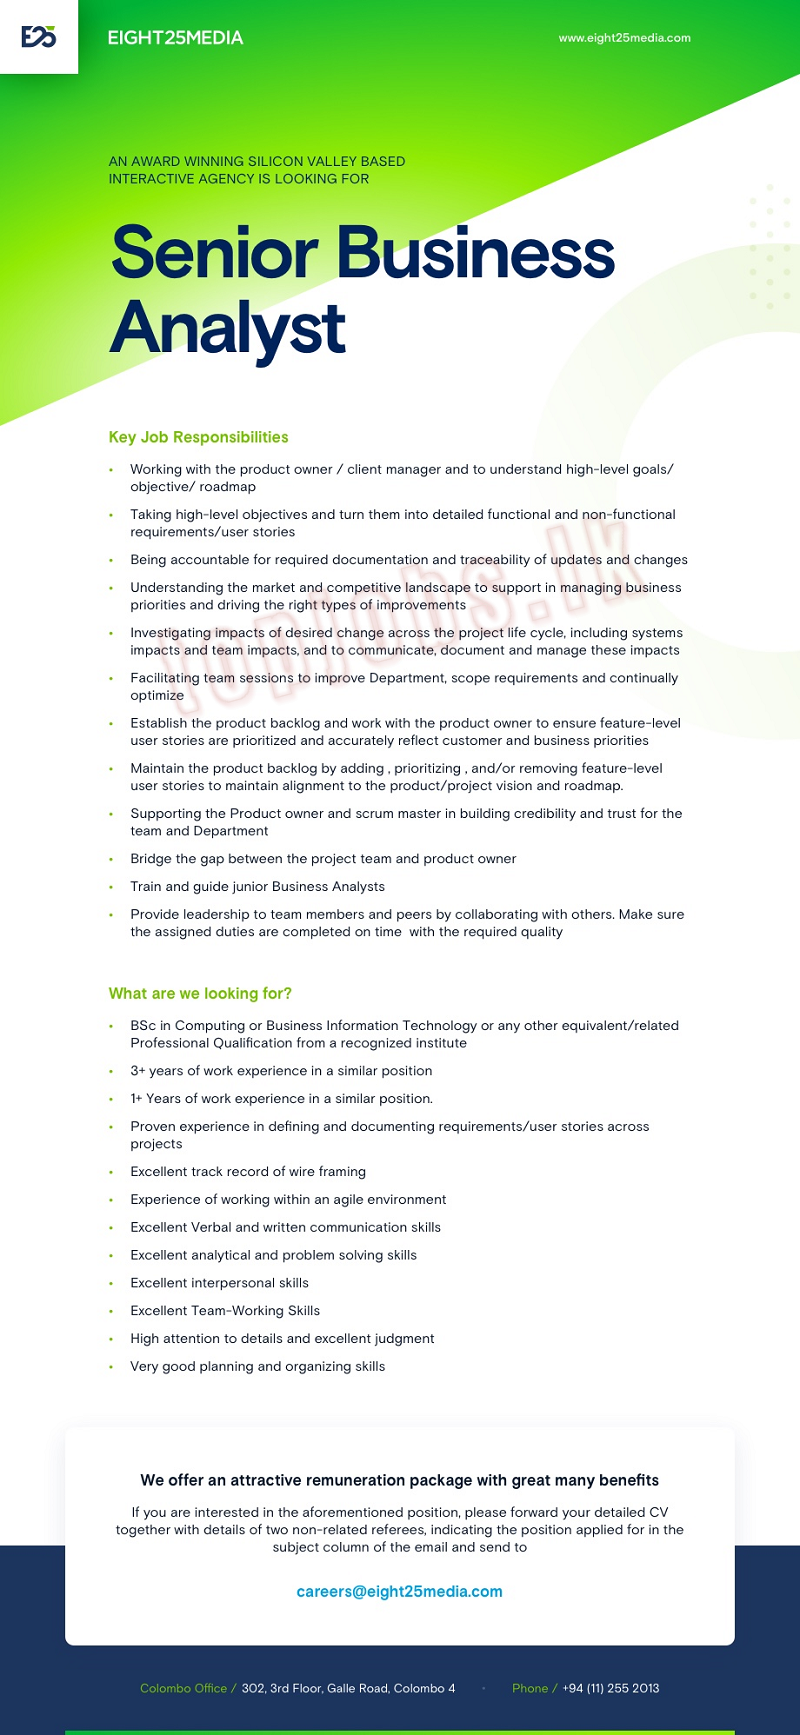 E25
EIGHT25MEDIA
www.eight25media.com
AN AWARD WINNING SILICON VALLEY BASED
INTERACTIVE AGENCY IS LOOKING FOR
Senior Business
Analyst
Key Job Responsibilities
• Working with the product owner / client manager and to understand high-level goals/
objective/ roadmap
• Taking high-level objectives and turn them into detailed functional and non-functional
requirements/user stories
• Being accountable for required documentation and traceability of updates and changes
• Understanding the market and competitive landscape to support in managing business
priorities and driving the right types of improvements
• Investigating impacts of desired change across the project life cycle, including systems
impacts and team impacts, and to communicate, document and manage these impacts
• Facilitating team sessions to improve Department, scope requirements and continually
optimize
• Establish the product backlog and work with the product owner to ensure feature-level
user stories are prioritized and accurately reflect customer and business priorities
• Maintain the product backlog by adding , prioritizing , and/or removing feature-level
user stories to maintain alignment to the product/project vision and roadmap.
• Supporting the Product owner and scrum master in building credibility and trust for the
team and Department
• Bridge the gap between the project team and product owner
• Train and guide junior Business Analysts
• Provide leadership to team members and peers by collaborating with others. Make sure
the assigned duties are completed on time  with the required quality
topjobs.lk
What are we looking for?
• BSc in Computing or Business Information Technology or any other equivalent/related
Professional Qualification from a recognized institute
• 3+ years of work experience in a similar position
• 1+ Years of work experience in a similar position.
• Proven experience in defining and documenting requirements/user stories across
projects
• Excellent track record of wire framing
• Experience of working within an agile environment
• Excellent Verbal and written communication skills
• Excellent analytical and problem solving skills
• Excellent interpersonal skills
• Excellent Team-Working Skills
• High attention to details and excellent judgment
• Very good planning and organizing skills
We offer an attractive remuneration package with great many benefits
If you are interested in the aforementioned position, please forward your detailed CV
together with details of two non-related referees, indicating the position applied for in the
subject column of the email and send to
careers@eight25media.com
Colombo Office / 302, 3rd Floor, Galle Road, Colombo 4 • Phone / +94 (11) 255 2013